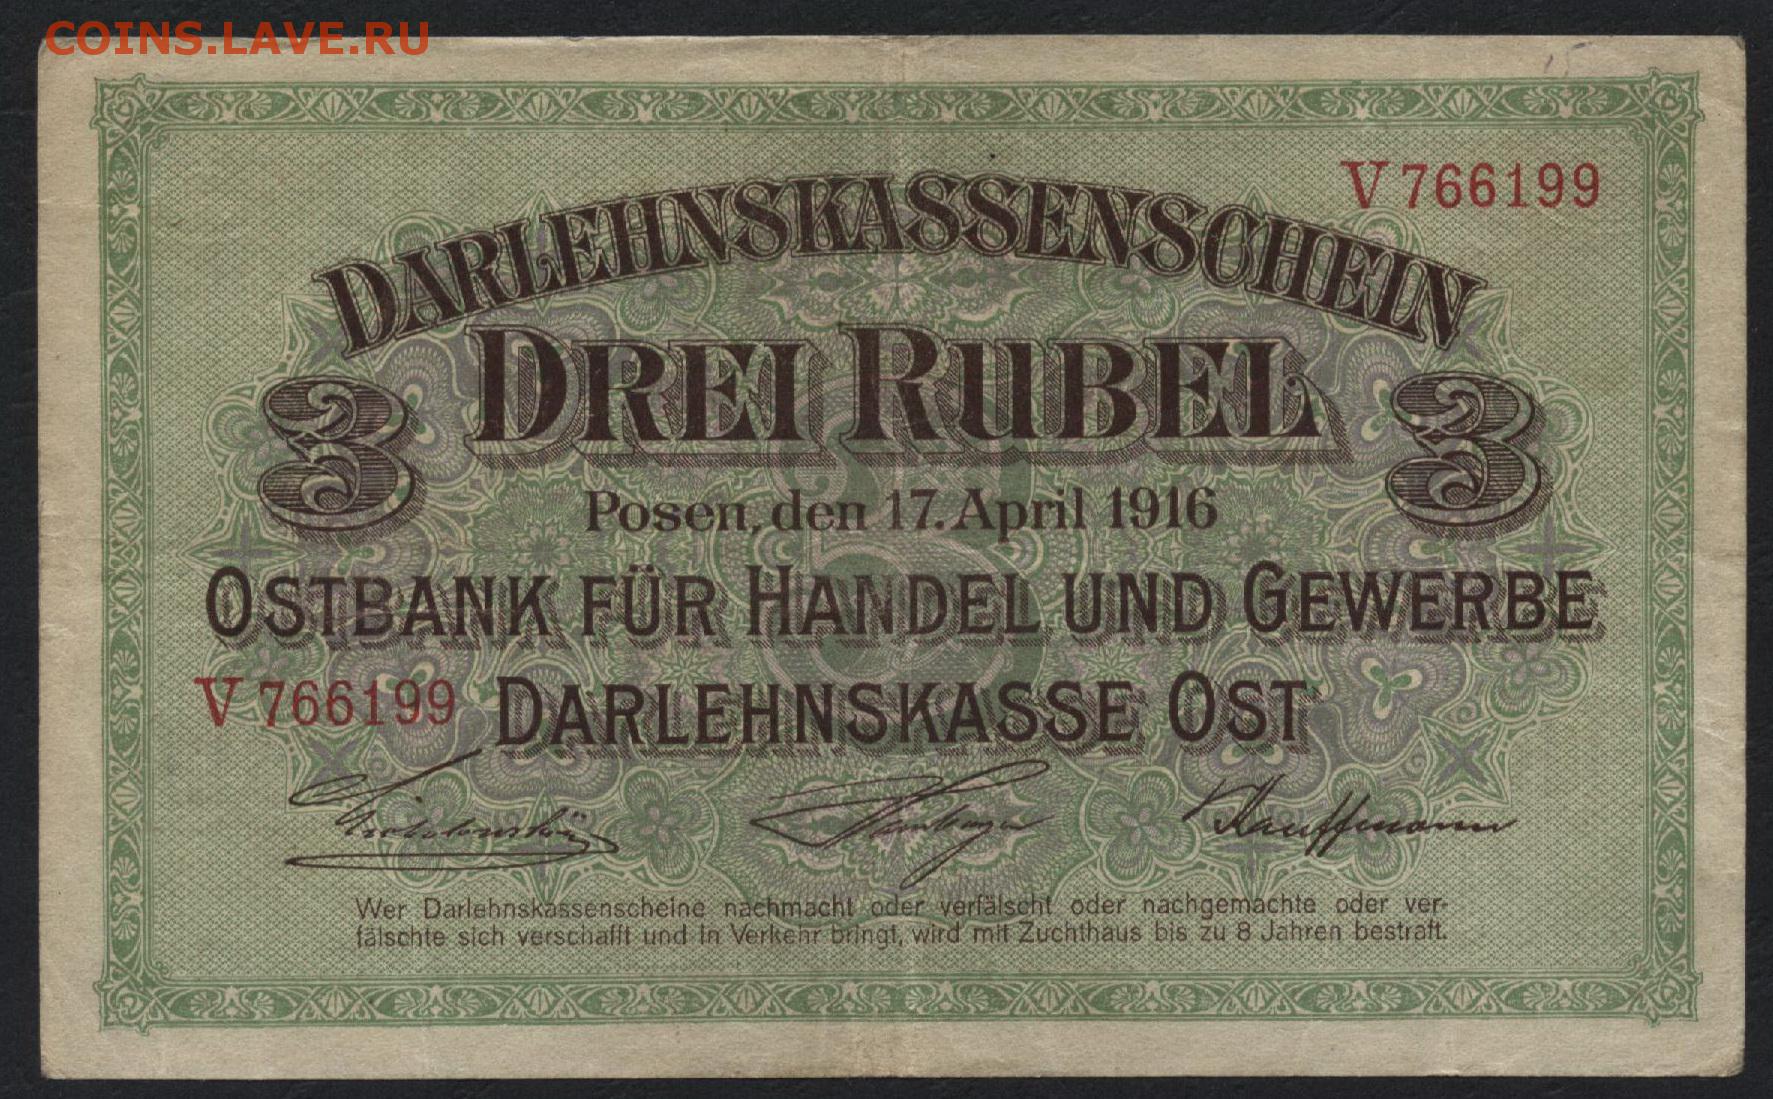 COINS.LAVE.RU
V 766199
DARLEHNSKASSENSCHEIN
3 DREI RUBEL 3
Posen, den 17. April 1916
OSTBANK FÜR HANDEL UND GEWERBE
V 766199 DARLEHNSKASSE OST
Kauffmann
Wer Darlehnskassenscheine nachmacht oder verfälscht oder nachgemachte oder ver-
fälschte sich verschafft und in Verkehr bringt, wird mit Zuchthaus bis zu 8 Jahren bestraft.